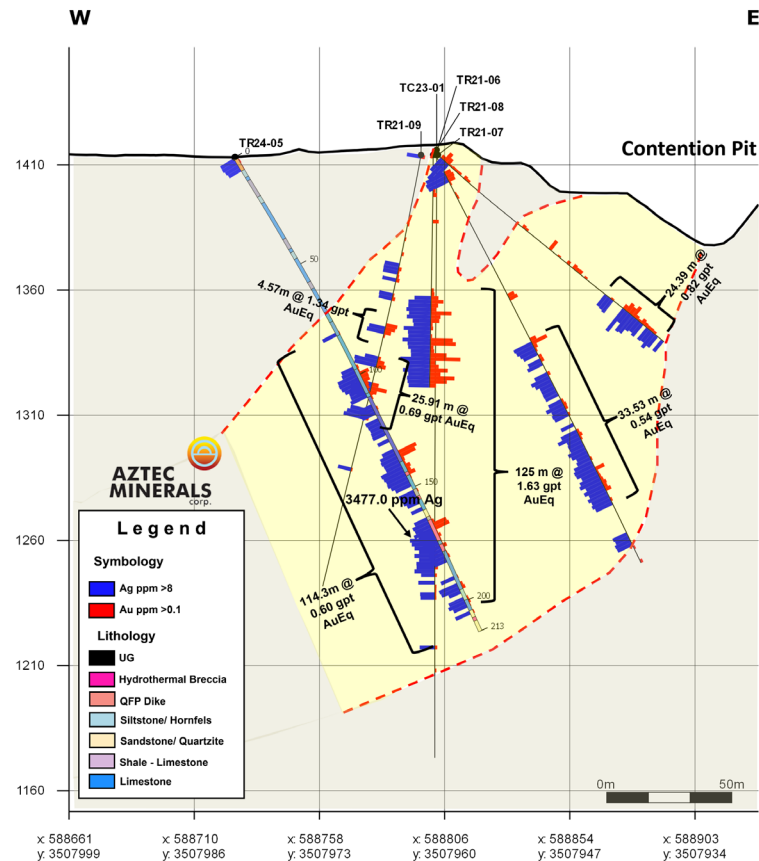 W
E
TR21-06
TC23-01
TR21-08
TR21-09
TR21-07
TR24-05
0
Contention Pit
1410
50
24.39 m @
0.82 gpt
AuEq
1360
4.57m @ 1.34 gpt
AuEq
100
25.91 m @
0.69 gpt AuEq
33.53 m @
0.54 gpt
AuEq
1310
125 m @
1.63 gpt
AuEq
AZTEC
MINERALS
corp.
150
3477.0 ppm Ag
1260
114.3m @
0.60 gpt
AuEq
200
213
1210
1160
Legend
Symbology
Ag ppm >8
Au ppm >0.1
Lithology
UG
Hydrothermal Breccia
QFP Dike
Siltstone/ Hornfels
Sandstone/ Quartzite
Shale - Limestone
Limestone
0m
50m
x: 588661
y: 3507999
x: 588710
y: 3507986
x: 588758
y: 3507973
x: 588806
y: 3507960
x: 588854
y: 3507947
x: 588903
y: 3507934